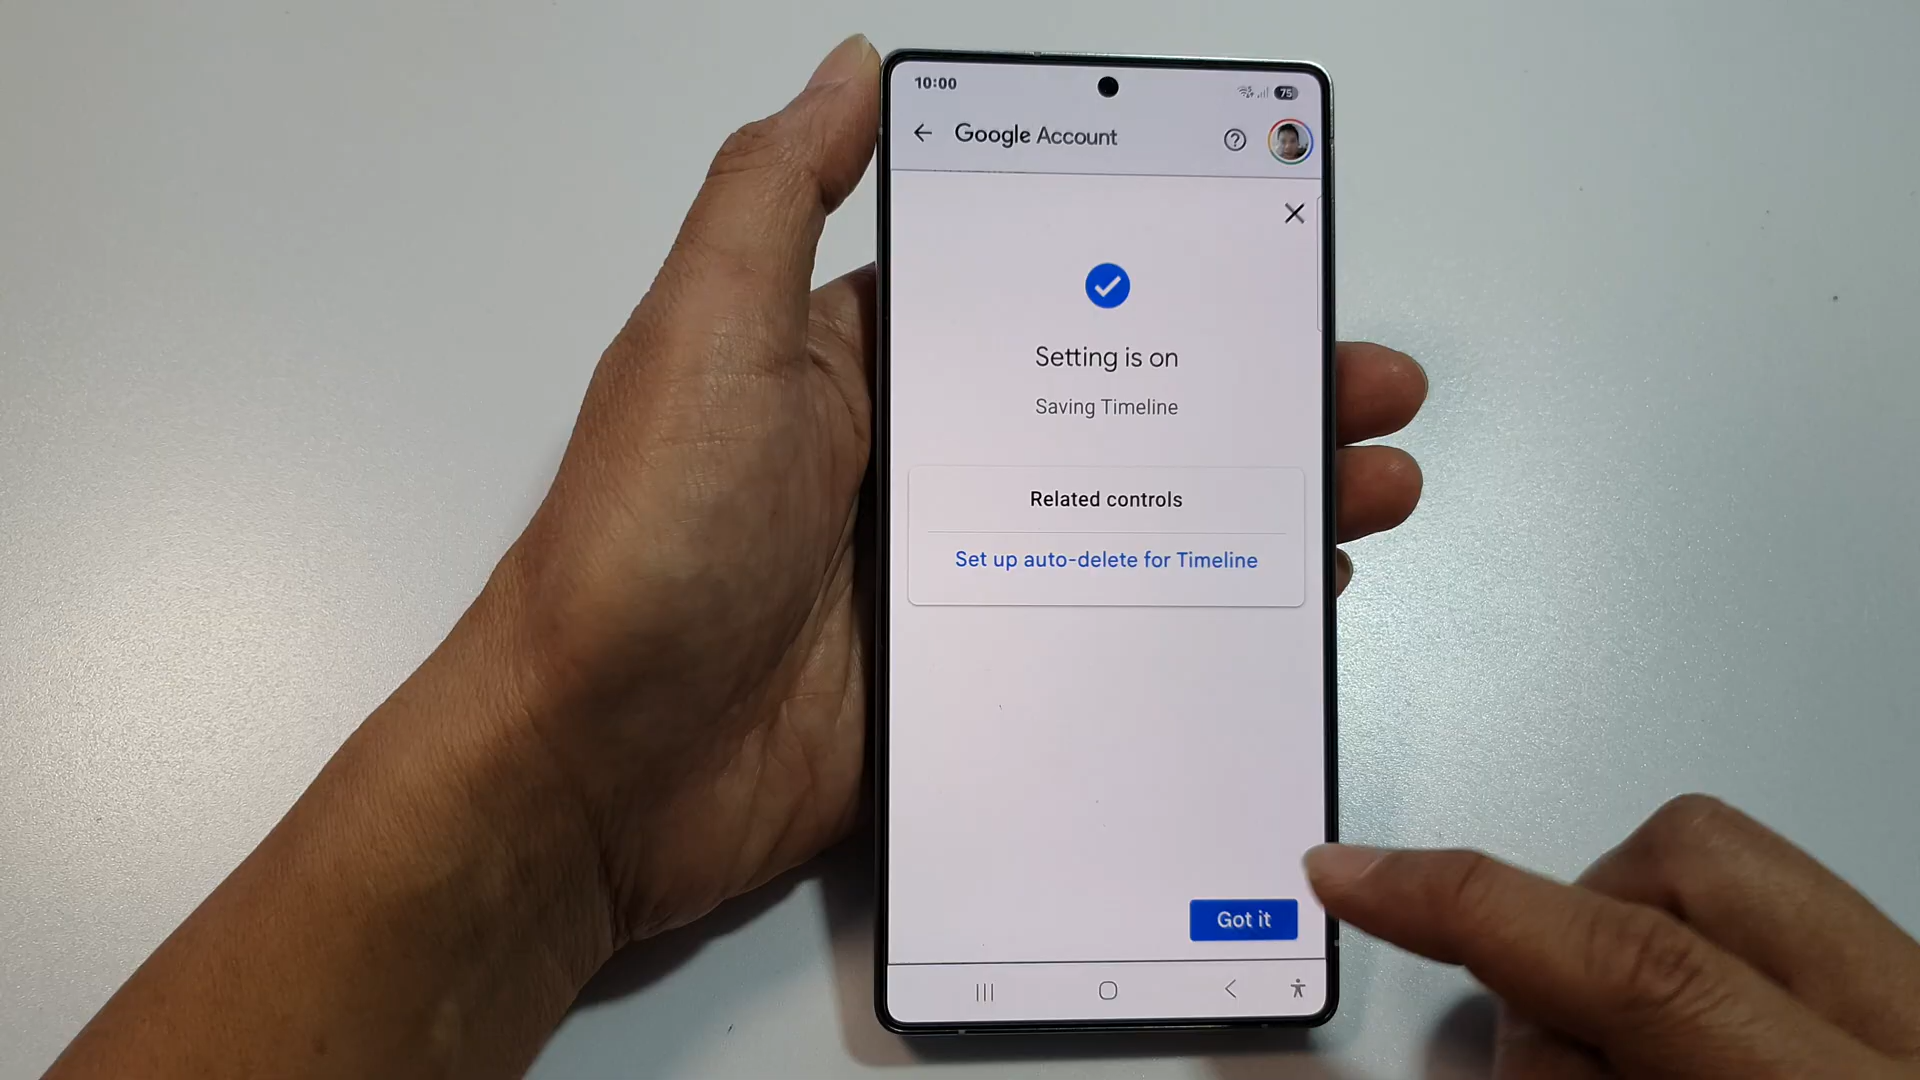 10:00
75
Google Account
Setting is on
Saving Timeline
Related controls
Set up auto-delete for Timeline
Got it